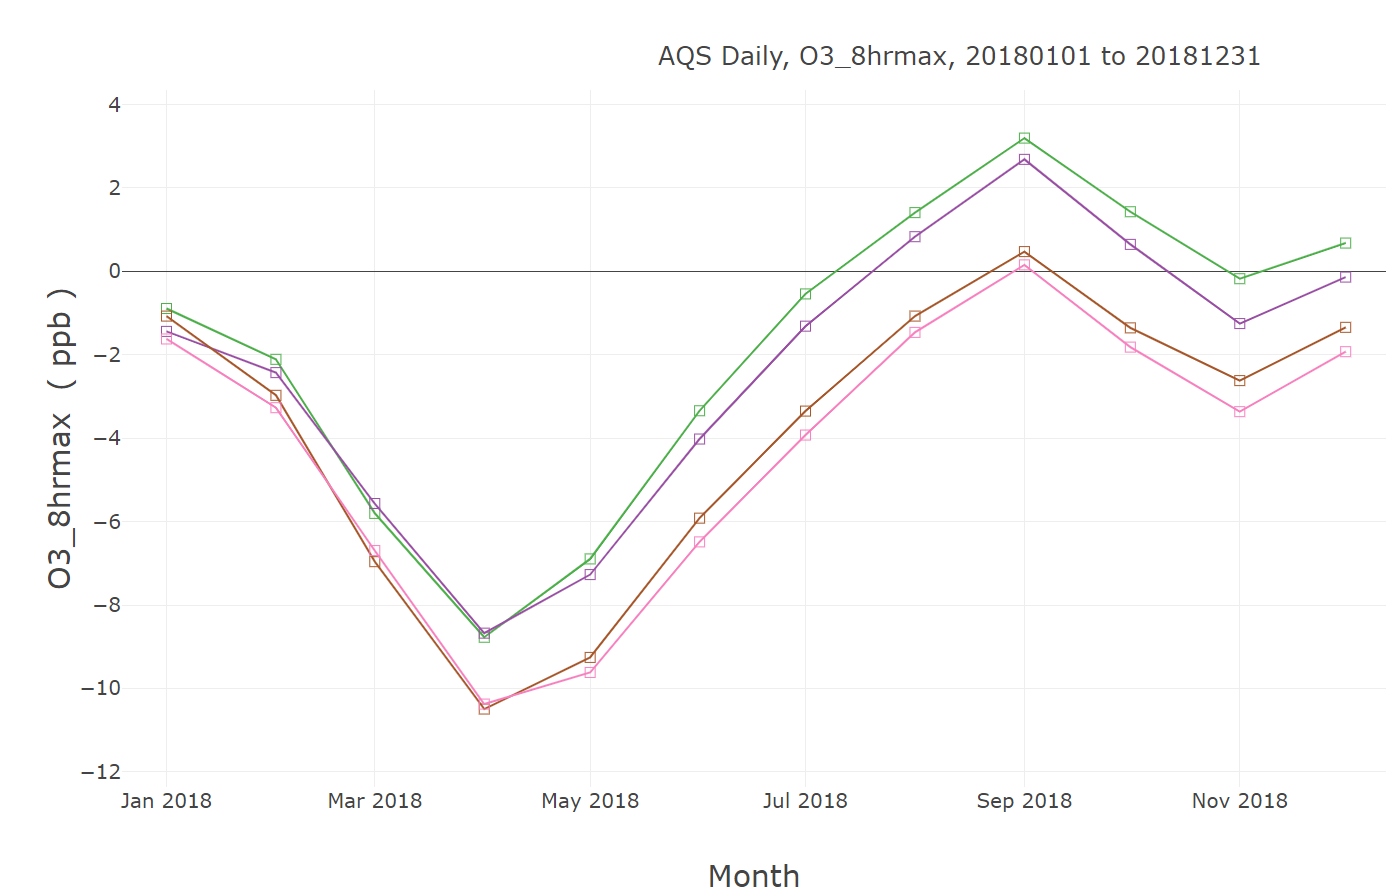 AQS Daily, O3_8hrmax, 20180101 to 20181231
O3_8hrmax ( ppb )
4
2
0
−2
−4
−6
−8
−10
−12
Jan 2018 Mar 2018 May 2018 Jul 2018 Sep 2018 Nov 2018
Month